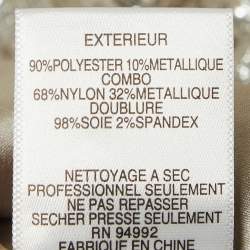 EXTERIEUR
90%POLYESTER 10%METALLIQUE
COMBO
68%NYLON 32%METALLIQUE
DOUBLURE
98%SOIE 2%SPANDEX
NETTOYAGE A SEC
PROFESSIONNEL SEULEMENT
NE PAS REPASSER
SECHER PRESSE SEULEMENT
RN 94992
FABRIQUE EN CHINE